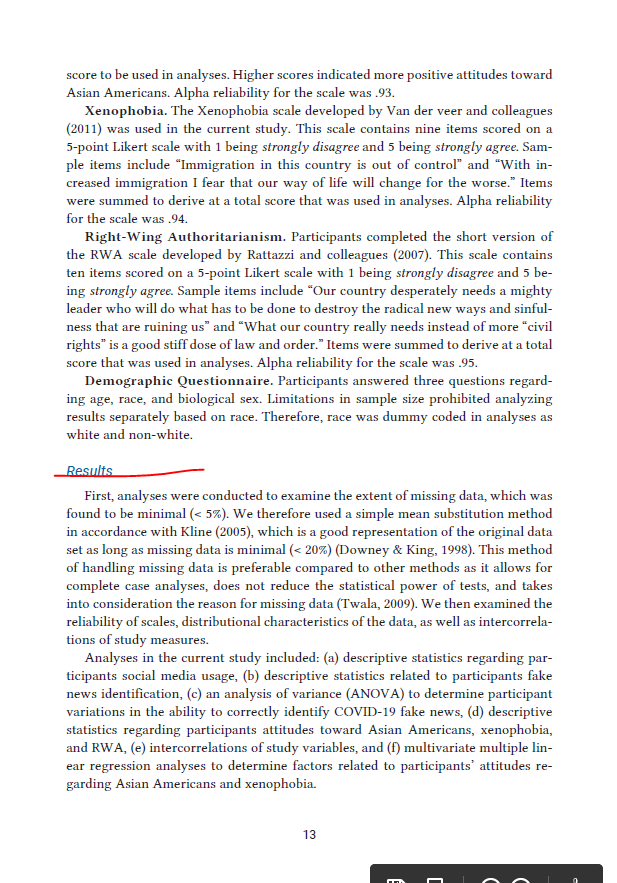 score to be used in analyses. Higher scores indicated more positive attitudes toward
Asian Americans. Alpha reliability for the scale was .93.
Xenophobia. The Xenophobia scale developed by Van der veer and colleagues
(2011) was used in the current study. This scale contains nine items scored on a
5-point Likert scale with 1 being strongly disagree and 5 being strongly agree. Sam-
ple items include “Immigration in this country is out of control” and “With in-
creased immigration I fear that our way of life will change for the worse.” Items
were summed to derive at a total score that was used in analyses. Alpha reliability
for the scale was .94.
Right-Wing Authoritarianism. Participants completed the short version of
the RWA scale developed by Rattazzi and colleagues (2007). This scale contains
ten items scored on a 5-point Likert scale with 1 being strongly disagree and 5 be-
ing strongly agree. Sample items include “Our country desperately needs a mighty
leader who will do what has to be done to destroy the radical new ways and sinful-
ness that are ruining us” and “What our country really needs instead of more “civil
rights” is a good stiff dose of law and order.” Items were summed to derive at a total
score that was used in analyses. Alpha reliability for the scale was .95.
Demographic Questionnaire. Participants answered three questions regard-
ing age, race, and biological sex. Limitations in sample size prohibited analyzing
results separately based on race. Therefore, race was dummy coded in analyses as
white and non-white.
Results
First, analyses were conducted to examine the extent of missing data, which was
found to be minimal (< 5%). We therefore used a simple mean substitution method
in accordance with Kline (2005), which is a good representation of the original data
set as long as missing data is minimal (< 20%) (Downey & King, 1998). This method
of handling missing data is preferable compared to other methods as it allows for
complete case analyses, does not reduce the statistical power of tests, and takes
into consideration the reason for missing data (Twala, 2009). We then examined the
reliability of scales, distributional characteristics of the data, as well as intercorrela-
tions of study measures.
Analyses in the current study included: (a) descriptive statistics regarding par-
ticipants social media usage, (b) descriptive statistics related to participants fake
news identification, (c) an analysis of variance (ANOVA) to determine participant
variations in the ability to correctly identify COVID-19 fake news, (d) descriptive
statistics regarding participants attitudes toward Asian Americans, xenophobia,
and RWA, (e) intercorrelations of study variables, and (f) multivariate multiple lin-
ear regression analyses to determine factors related to participants’ attitudes re-
garding Asian Americans and xenophobia.
13